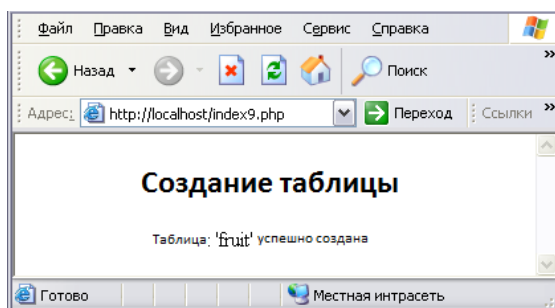 Файл Правка Вид Избранное Сервис Справка
Назад Поиск »
Адрес: http://localhost/index9.php Переход Ссылки »
Создание таблицы
Таблица: 'fruit' успешно создана
Готово Местная интрасеть